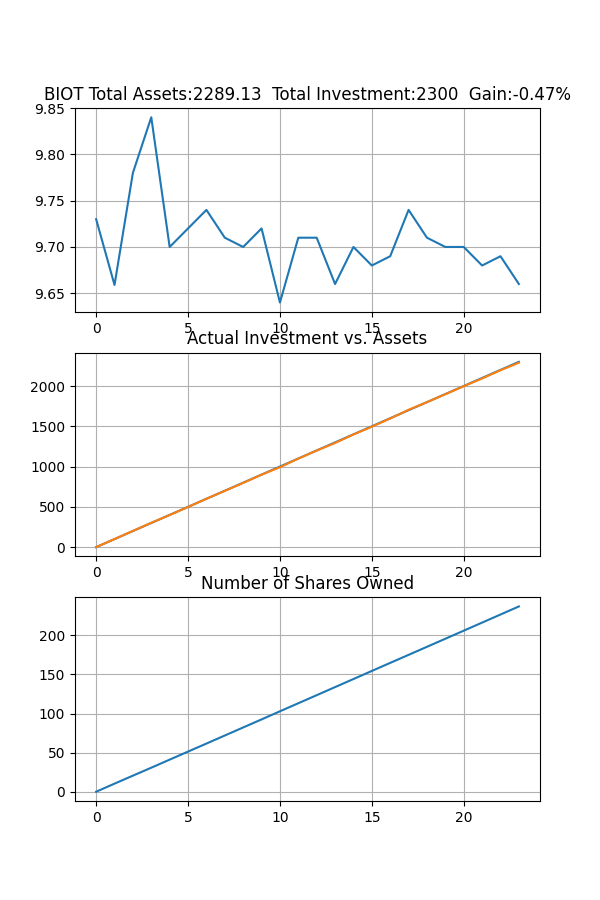 BIOT Total Assets:2289.13  Total Investment:2300  Gain:-0.47%
9.85
9.80
9.75
9.70
9.65
0 5 10 15 20
Actual Investment vs. Assets
2000
1500
1000
500
0
0 5 10 15 20
Number of Shares Owned
200
150
100
50
0
0 5 10 15 20